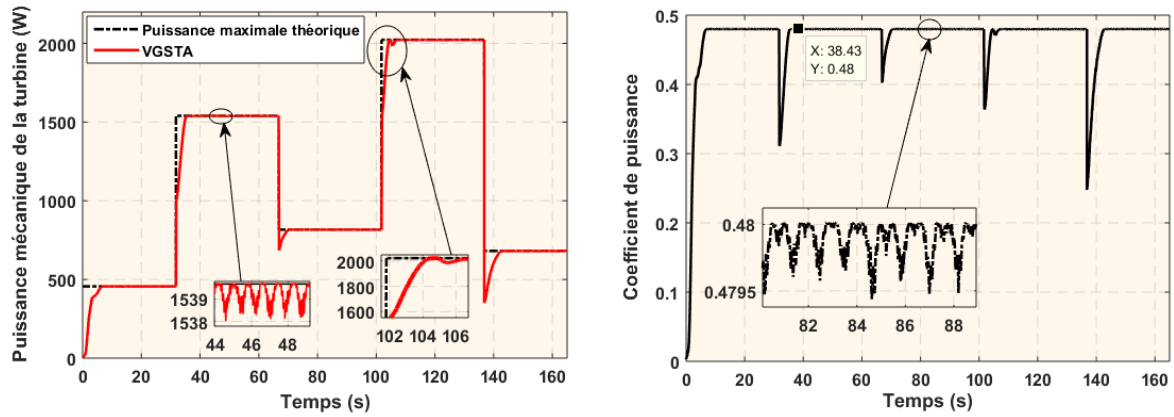 Puissance mécanique de la turbine (W)
2000
1500
1000
500
0
Puissance maximale théorique
VGSTA
1539
1538
44 46 48
2000
1800
1600
102 104 106
0 20 40 60 80 100 120 140 160
Temps (s)
Coefficient de puissance
0.5
0.4
0.3
0.2
0.1
0
X: 38.43
Y: 0.48
0.48
0.4795
82 84 86 88
0 20 40 60 80 100 120 140 160
Temps (s)